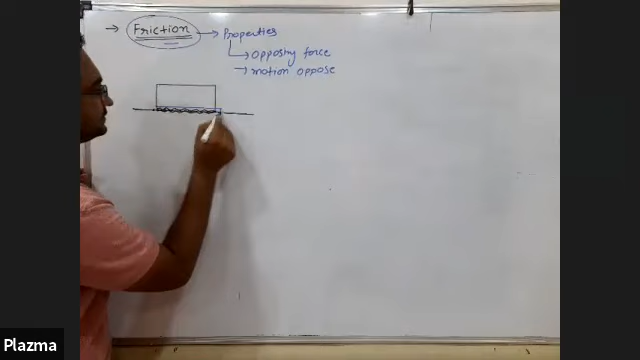 → Friction → Properties
→ Opposing force
→ motion oppose
Plazma